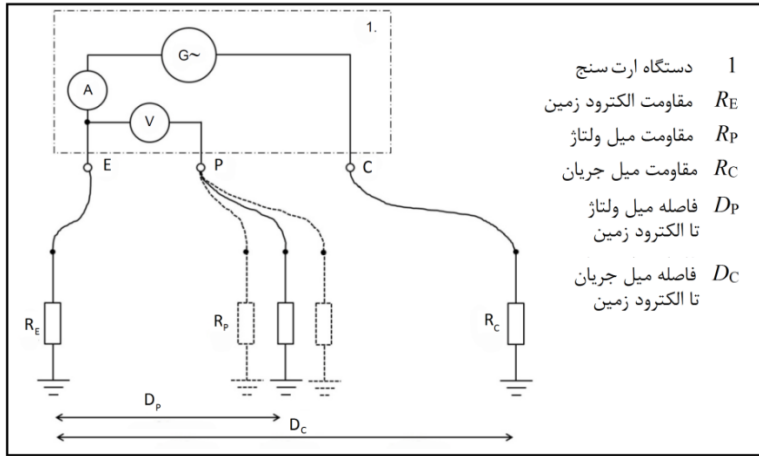 1.
G~
A
V
E
P
C
R_E
R_P
R_C
D_P
D_C
1 دستگاه ارت سنج
R_E مقاومت الکترود زمین
R_P مقاومت میل ولتاژ
R_C مقاومت میل جریان
D_P فاصله میل ولتاژ
تا الکترود زمین
D_C فاصله میل جریان
تا الکترود زمین